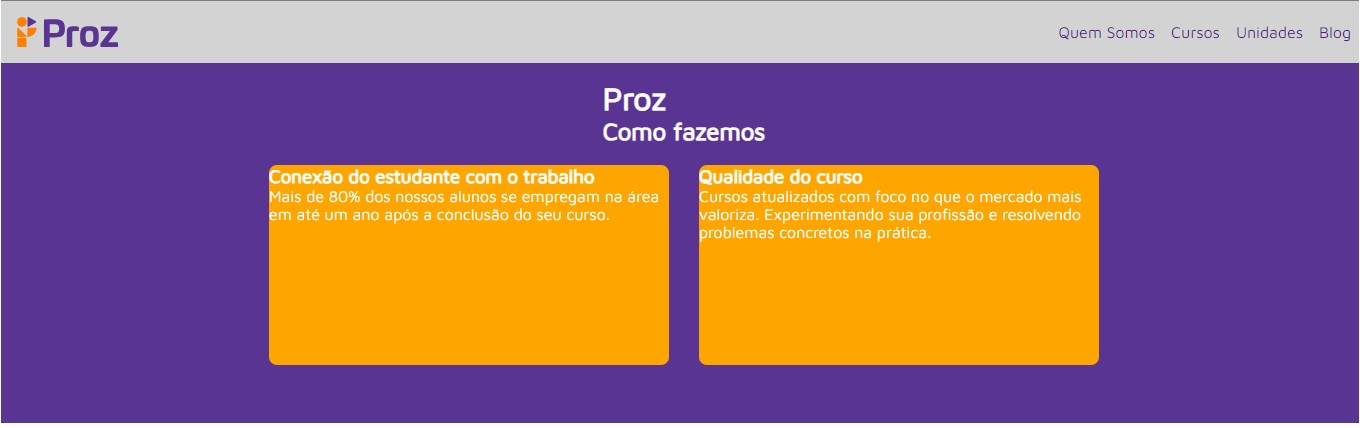 Proz
Quem Somos Cursos Unidades Blog
Proz
Como fazemos
Conexão do estudante com o trabalho
Mais de 80% dos nossos alunos se empregam na área
em até um ano após a conclusão do seu curso.
Qualidade do curso
Cursos atualizados com foco no que o mercado mais
valoriza. Experimentando sua profissão e resolvendo
problemas concretos na prática.